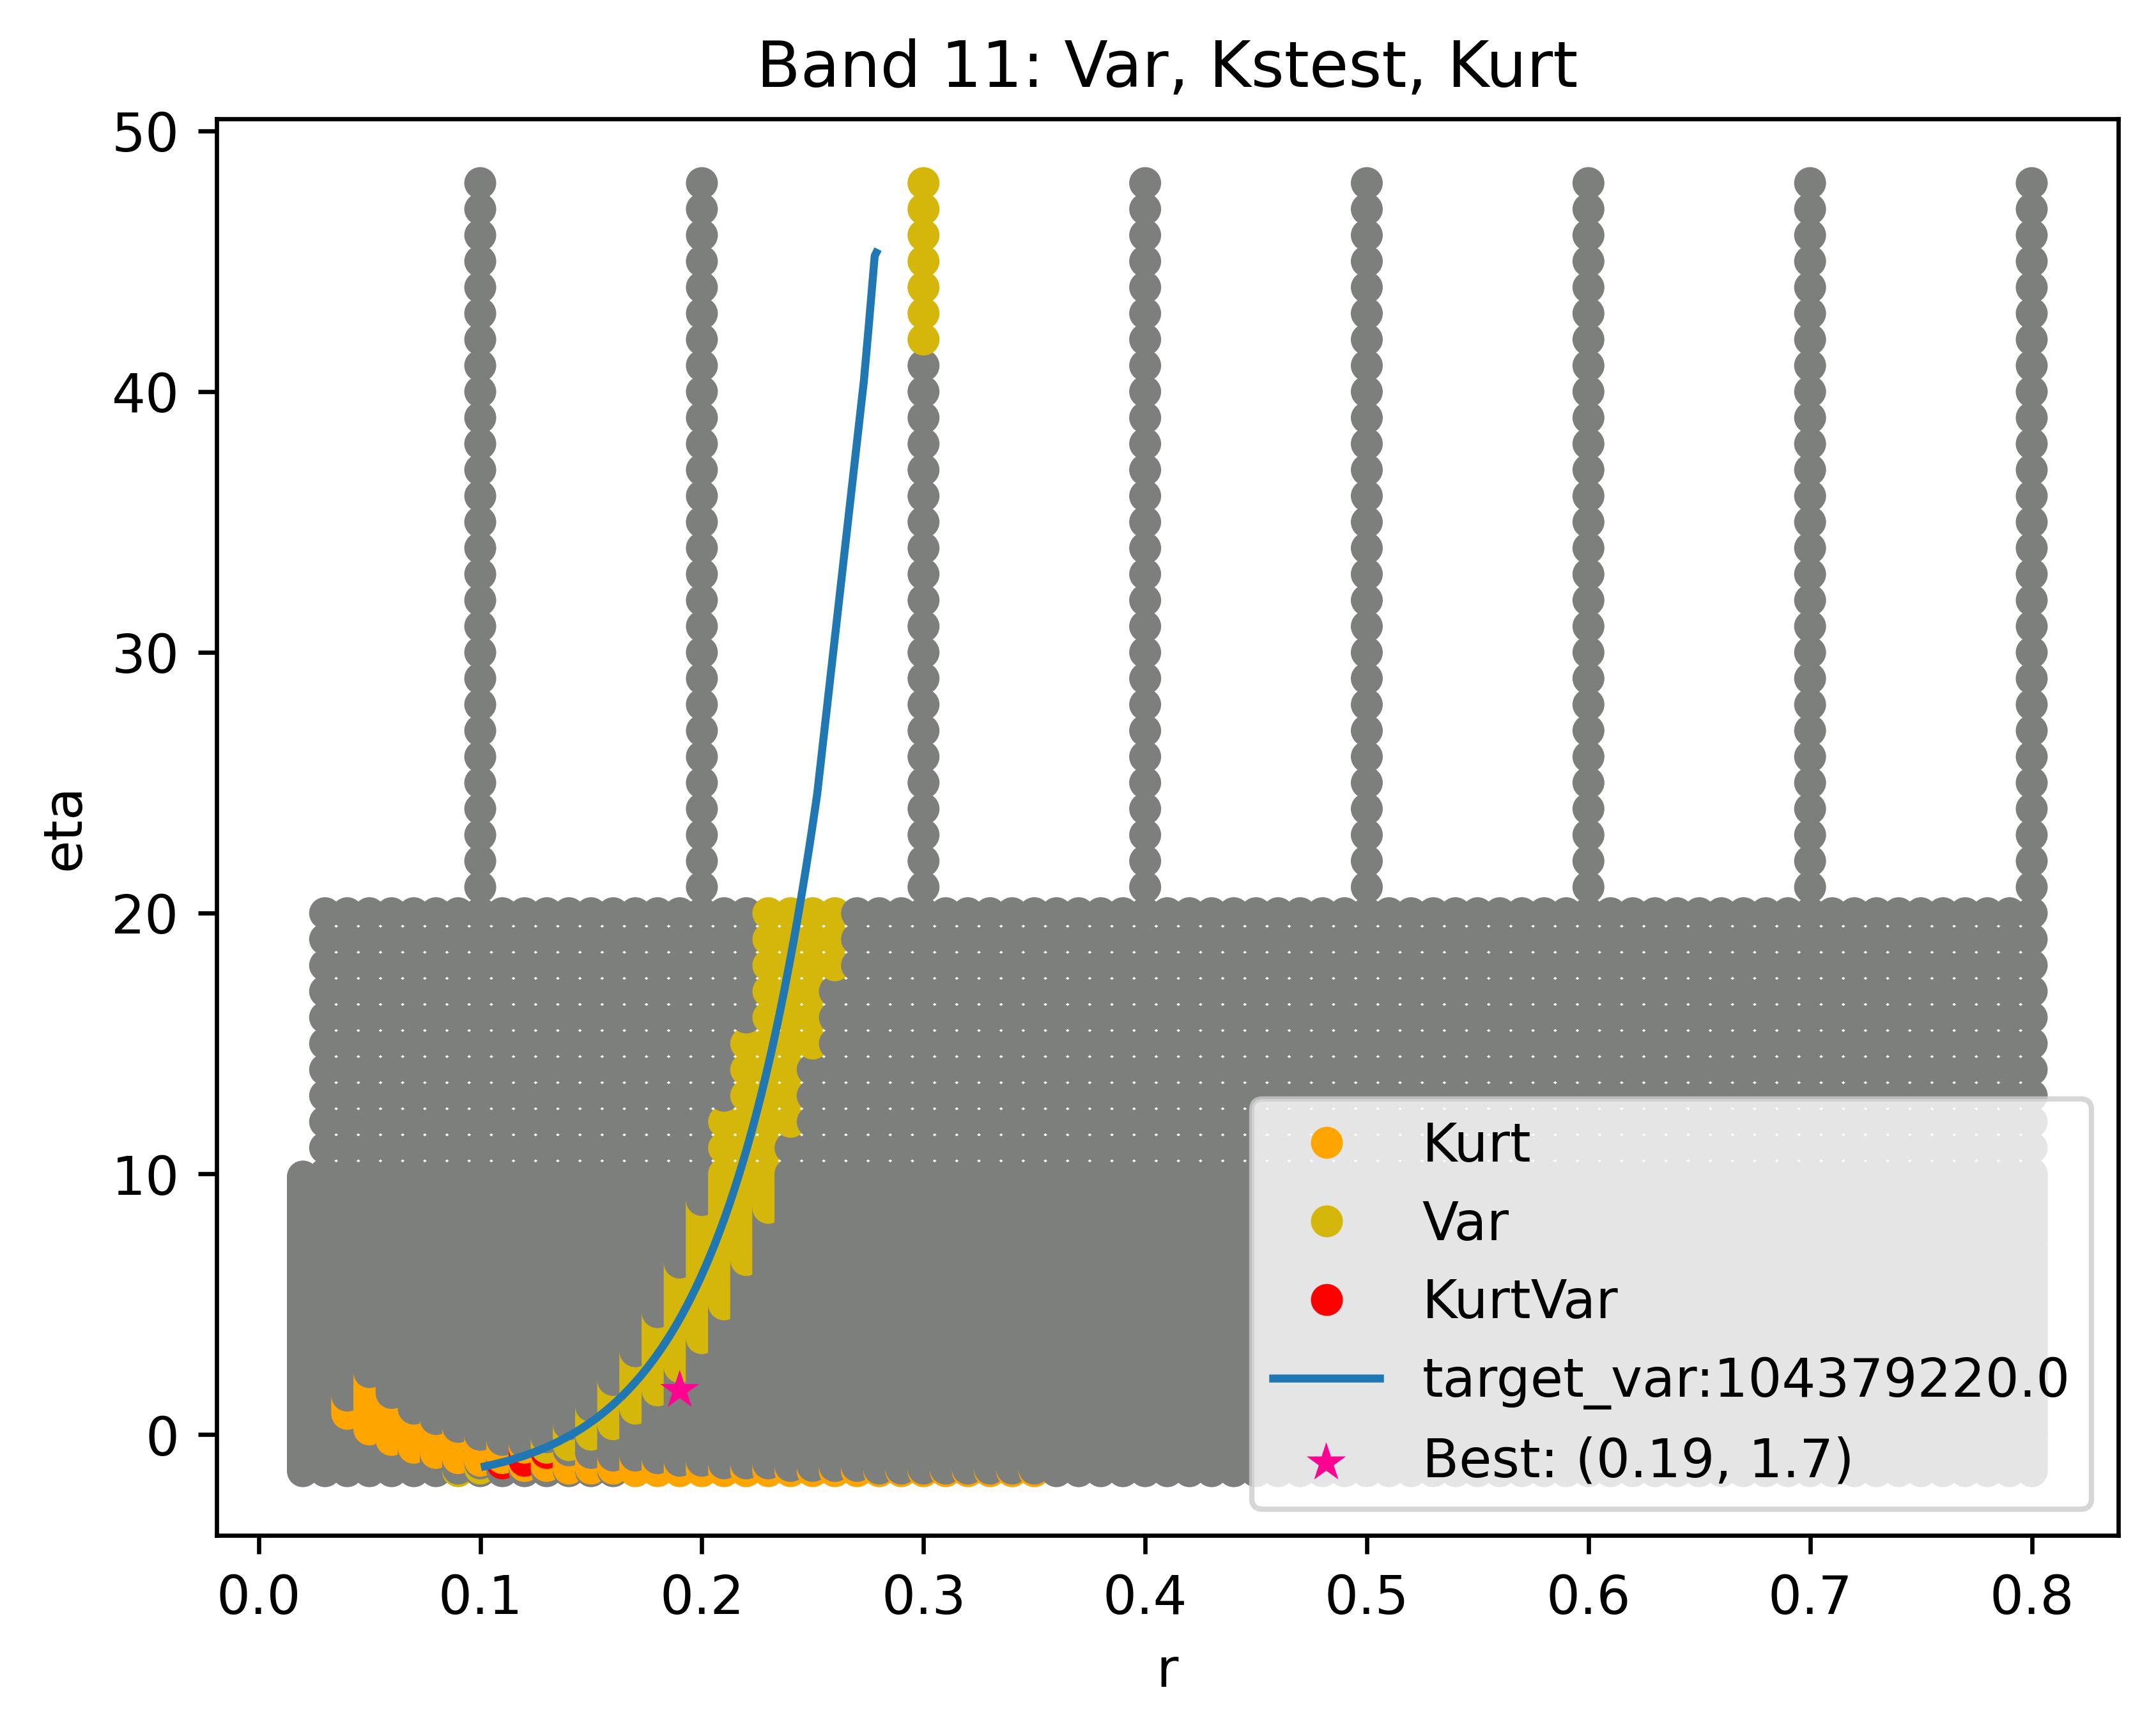 Band 11: Var, Kstest, Kurt
50
40
30
20
10
0
eta
0.0 0.1 0.2 0.3 0.4 0.5 0.6 0.7 0.8
r
Kurt
Var
KurtVar
target_var:104379220.0
Best: (0.19, 1.7)